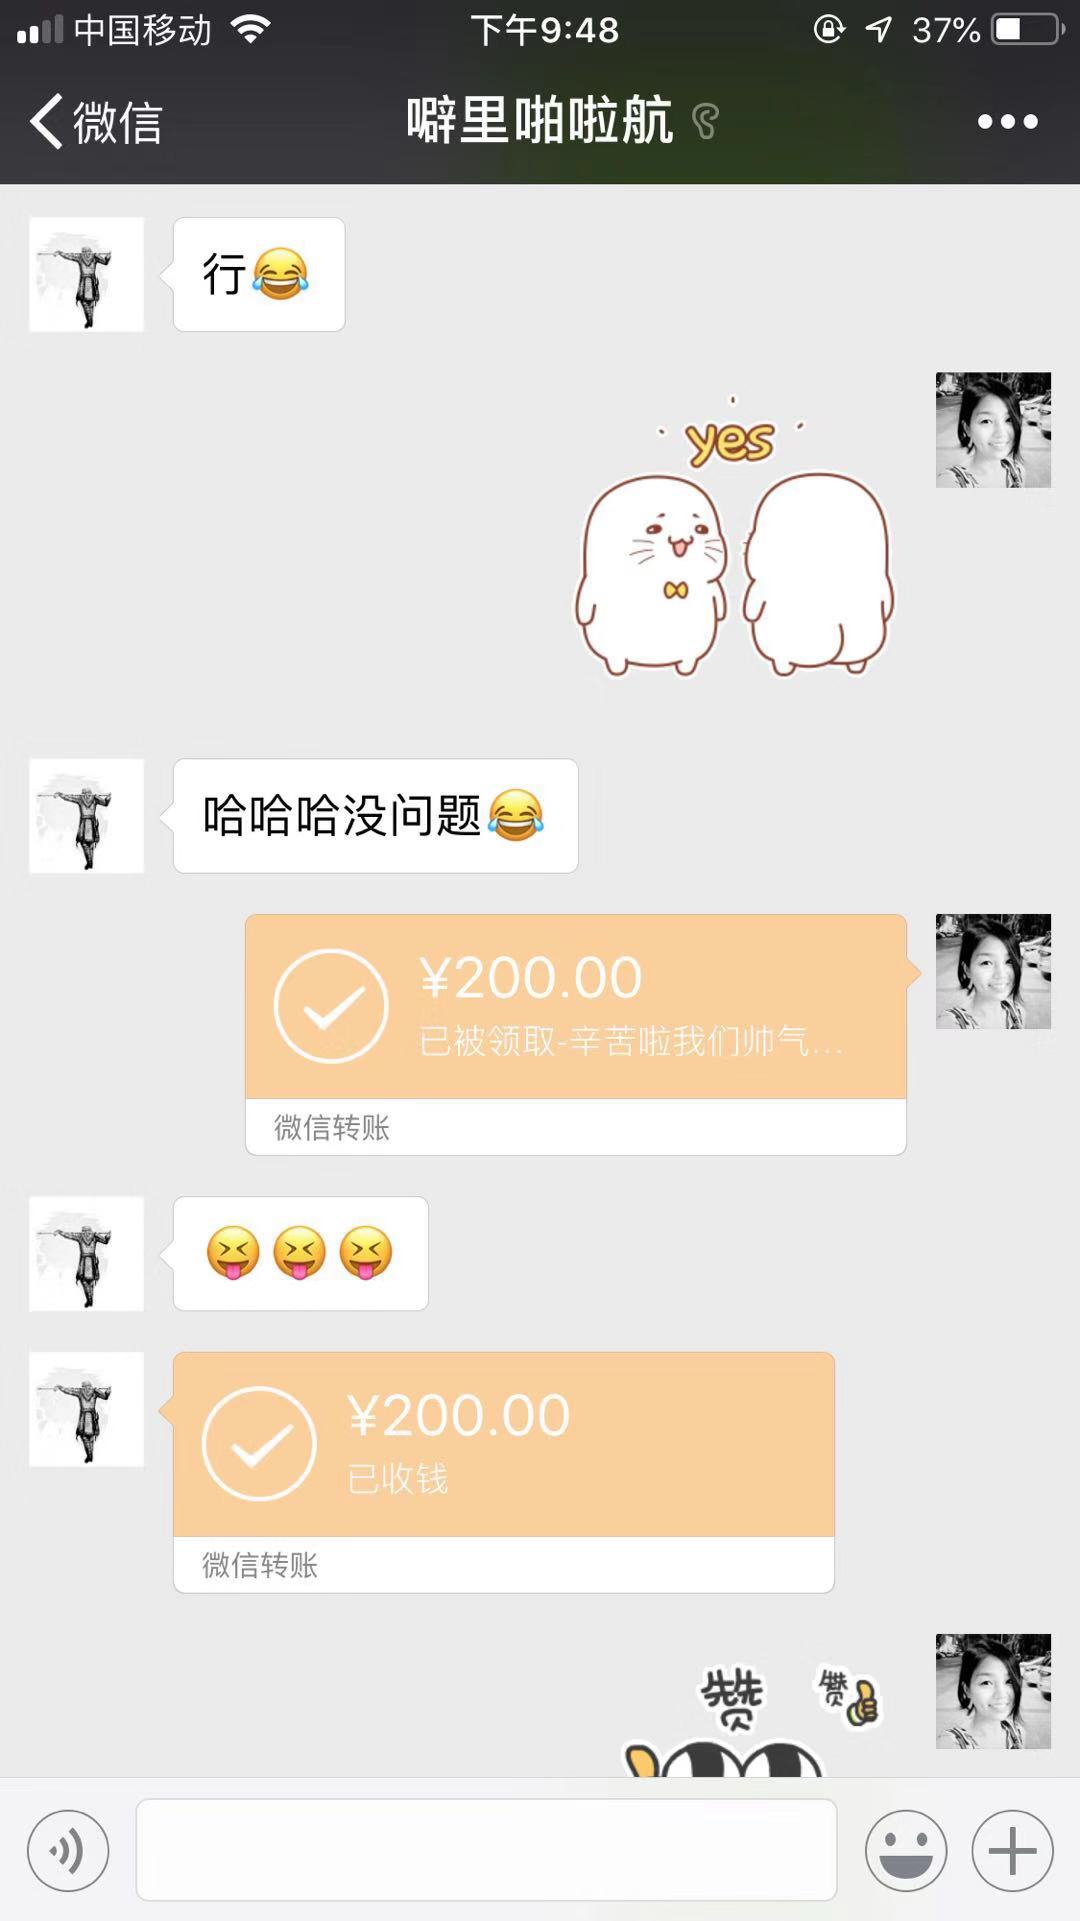 中国移动
下午9:48
37%
微信
噼里啪啦航
行😂
yes
哈哈哈没问题😂
¥200.00
已被领取-辛苦啦我们帅气...
微信转账
😝😝😝
¥200.00
已收钱
微信转账
赞
赞